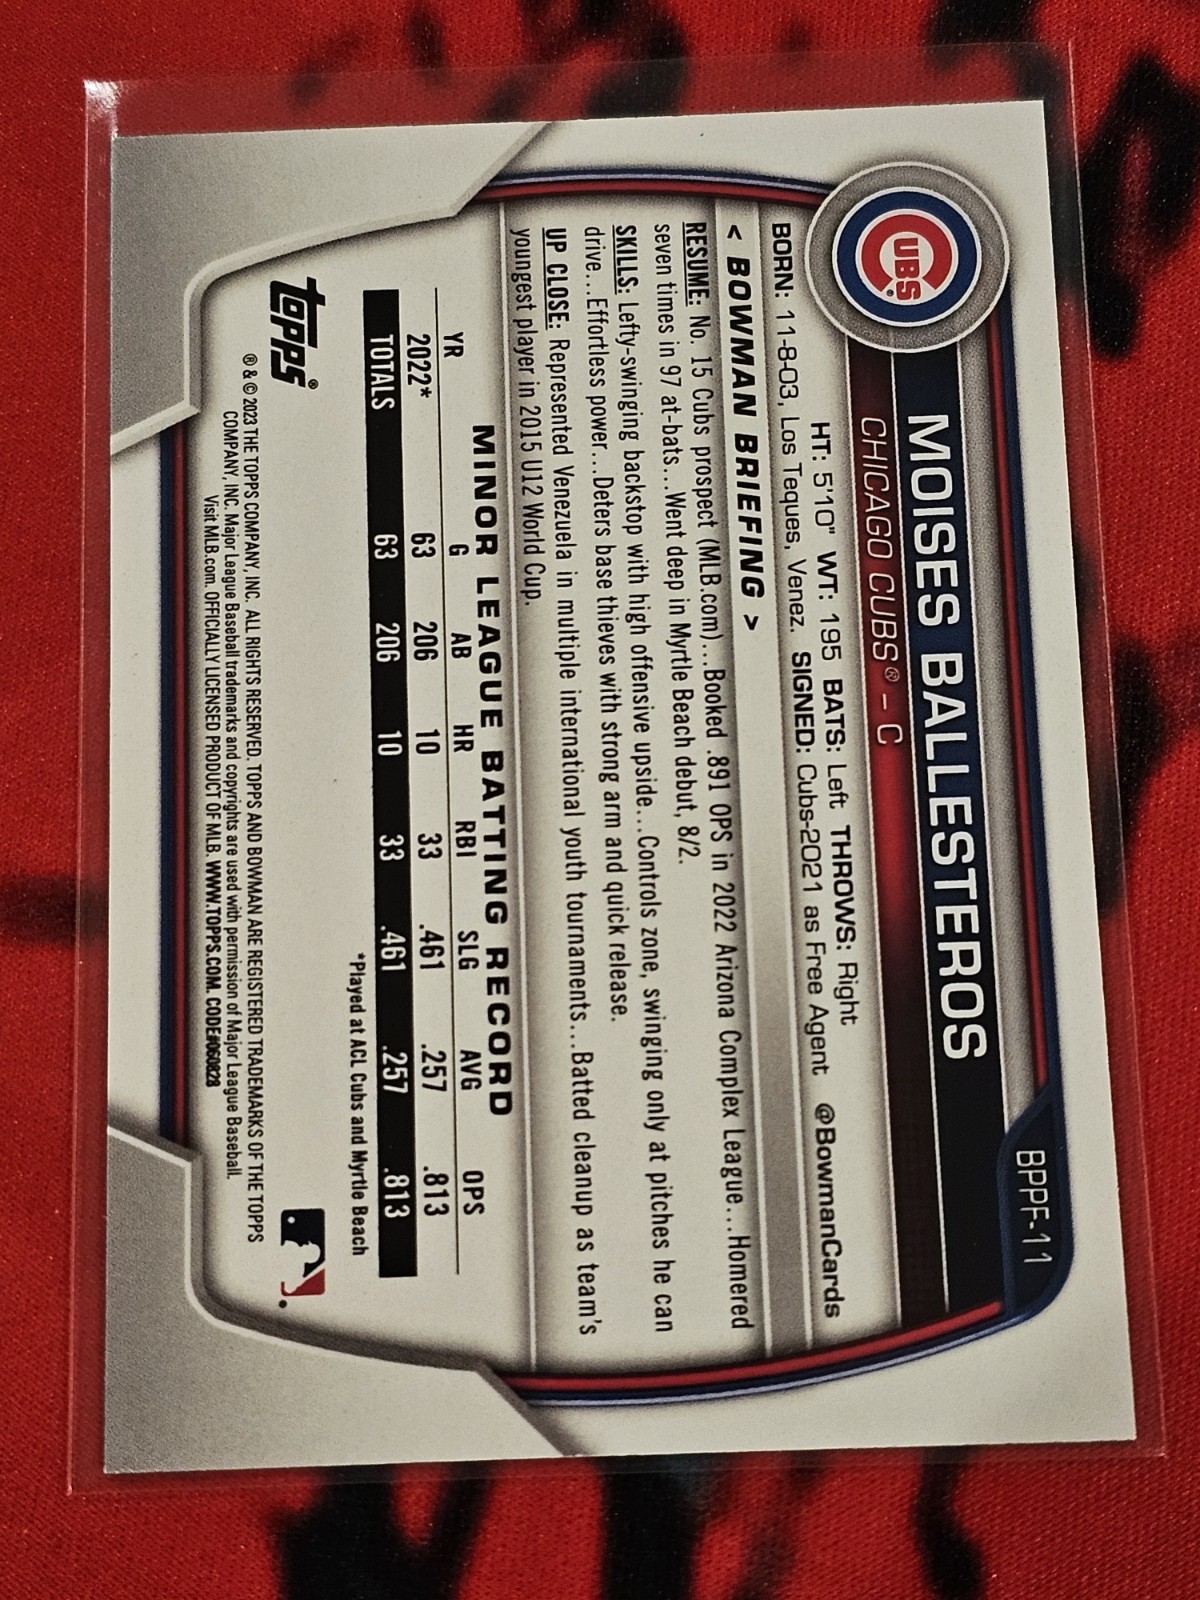 BPPF-11
CUBS®
MOISES BALLESTEROS
CHICAGO CUBS® – C
HT: 5'10" WT: 195 BATS: Left THROWS: Right
BORN: 11-8-03, Los Teques, Venez. SIGNED: Cubs-2021 as Free Agent @BowmanCards
< BOWMAN BRIEFING >
RESUME: No. 15 Cubs prospect (MLB.com)...Booked .891 OPS in 2022 Arizona Complex League...Homered
seven times in 97 at-bats...Went deep in Myrtle Beach debut, 8/2.
SKILLS: Lefty-swinging backstop with high offensive upside...Controls zone, swinging only at pitches he can
drive...Effortless power...Deters base thieves with strong arm and quick release.
UP CLOSE: Represented Venezuela in multiple international youth tournaments...Batted cleanup as team's
youngest player in 2015 U12 World Cup.
MINOR LEAGUE BATTING RECORD
YR G AB HR RBI SLG AVG OPS
2022* 63 206 10 33 .461 .257 .813
TOTALS 63 206 10 33 .461 .257 .813
*Played at ACL Cubs and Myrtle Beach
topps®
® & © 2023 THE TOPPS COMPANY, INC. ALL RIGHTS RESERVED. TOPPS AND BOWMAN ARE REGISTERED TRADEMARKS OF THE TOPPS
COMPANY, INC. Major League Baseball trademarks and copyrights are used with permission of Major League Baseball.
Visit MLB.com. OFFICIALLY LICENSED PRODUCT OF MLB. WWW.TOPPS.COM. CODE#060828